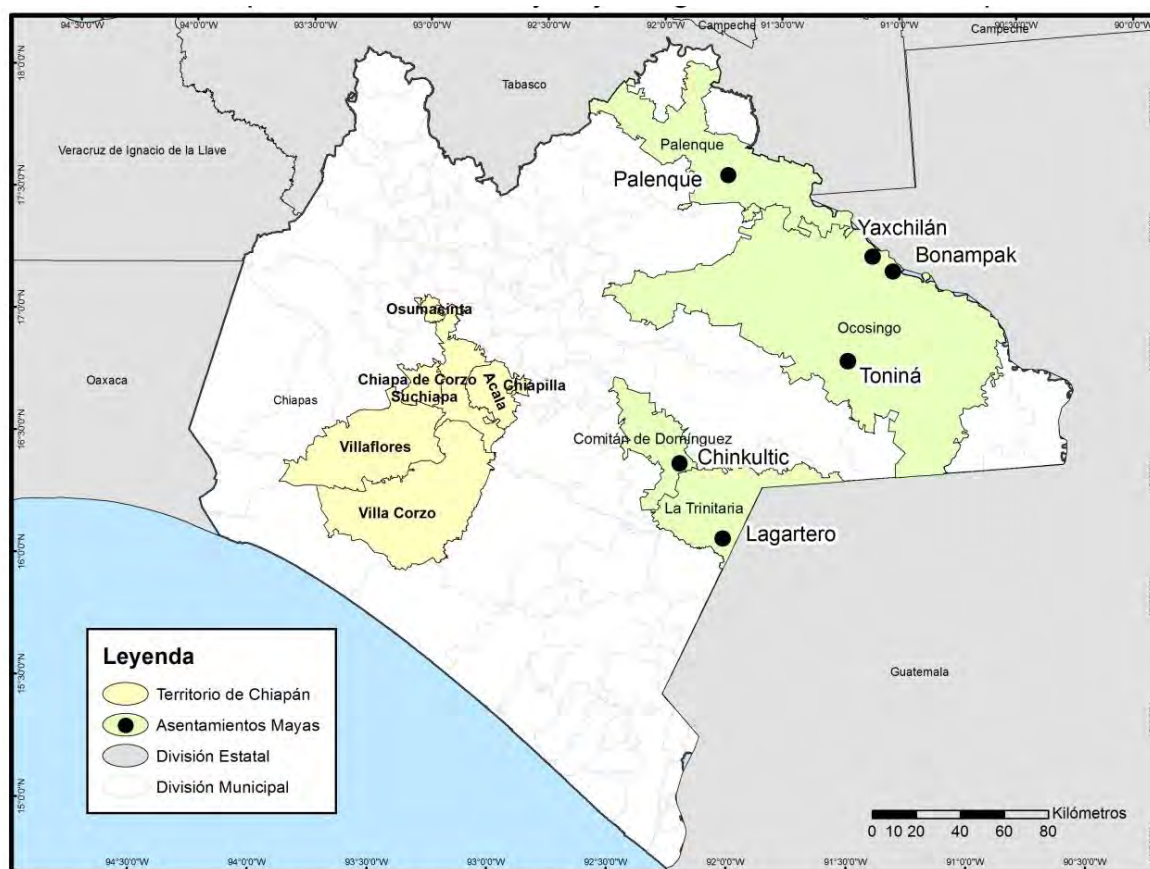 94°30'0"W 94°0'0"W 93°30'0"W 93°0'0"W 92°30'0"W 92°0'0"W 91°30'0"W 91°0'0"W 90°30'0"W 90°0'0"W
Campeche
Campeche
18°0'0"N
Tabasco
Veracruz de Ignacio de la Llave
Palenque
Palenque
17°30'0"N
Yaxchilán
Bonampak
17°0'0"N
Osumacinta
Ocosingo
Toniná
Oaxaca
Chiapas
Chiapa de Corzo
Suchiapa
Acala
Chiapilla
16°30'0"N
Villaflores
Comitán de Domínguez
Chinkultic
Villa Corzo
La Trinitaria
Lagartero
16°0'0"N
Guatemala
15°30'0"N
15°0'0"N
Leyenda
Territorio de Chiapán
Asentamientos Mayas
División Estatal
División Municipal
Kilómetros
0 10 20 40 60 80
94°30'0"W 94°0'0"W 93°30'0"W 93°0'0"W 92°30'0"W 92°0'0"W 91°30'0"W 91°0'0"W 90°30'0"W